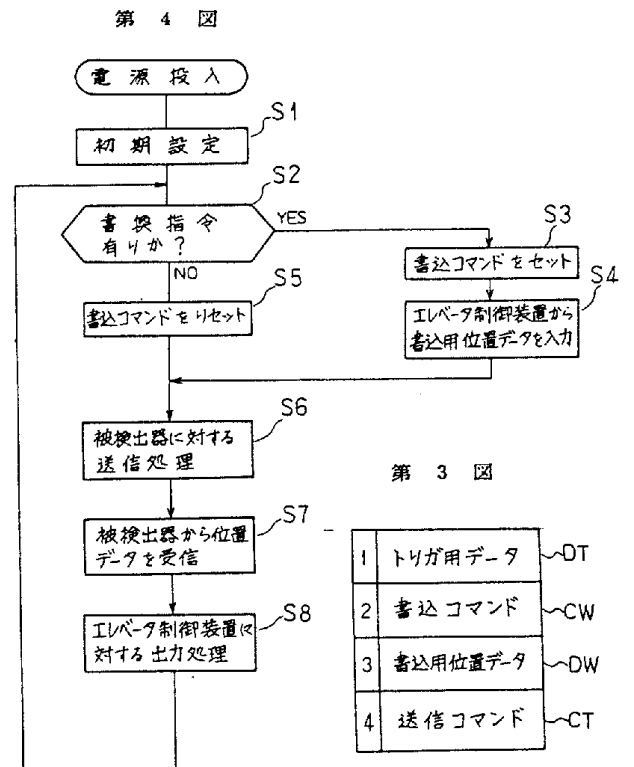 第 4 図
電源投入
S1
初期設定
S2
書換指令
有りか?
YES
NO
S3
書込コマンドをセット
S4
エレベータ制御装置から
書込用位置データを入力
S5
書込コマンドをリセット
S6
被検出器に対する
送信処理
S7
被検出器から位置
データを受信
S8
エレベータ制御装置に
対する出力処理
第 3 図
1 トリガ用データ DT
2 書込コマンド CW
3 書込用位置データ DW
4 送信コマンド CT